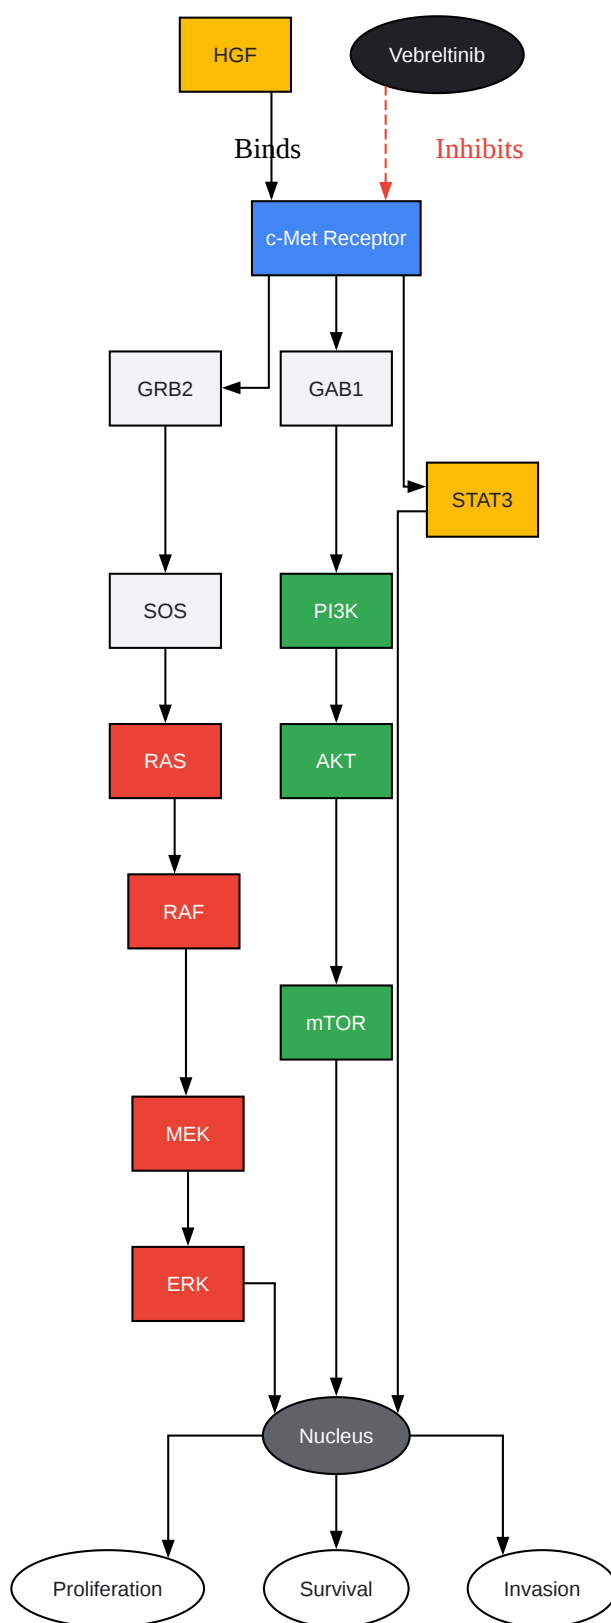 HGF
Vebreltinib
Binds
Inhibits
c-Met Receptor
GRB2
GAB1
STAT3
SOS
PI3K
RAS
AKT
RAF
mTOR
MEK
ERK
Nucleus
Proliferation
Survival
Invasion